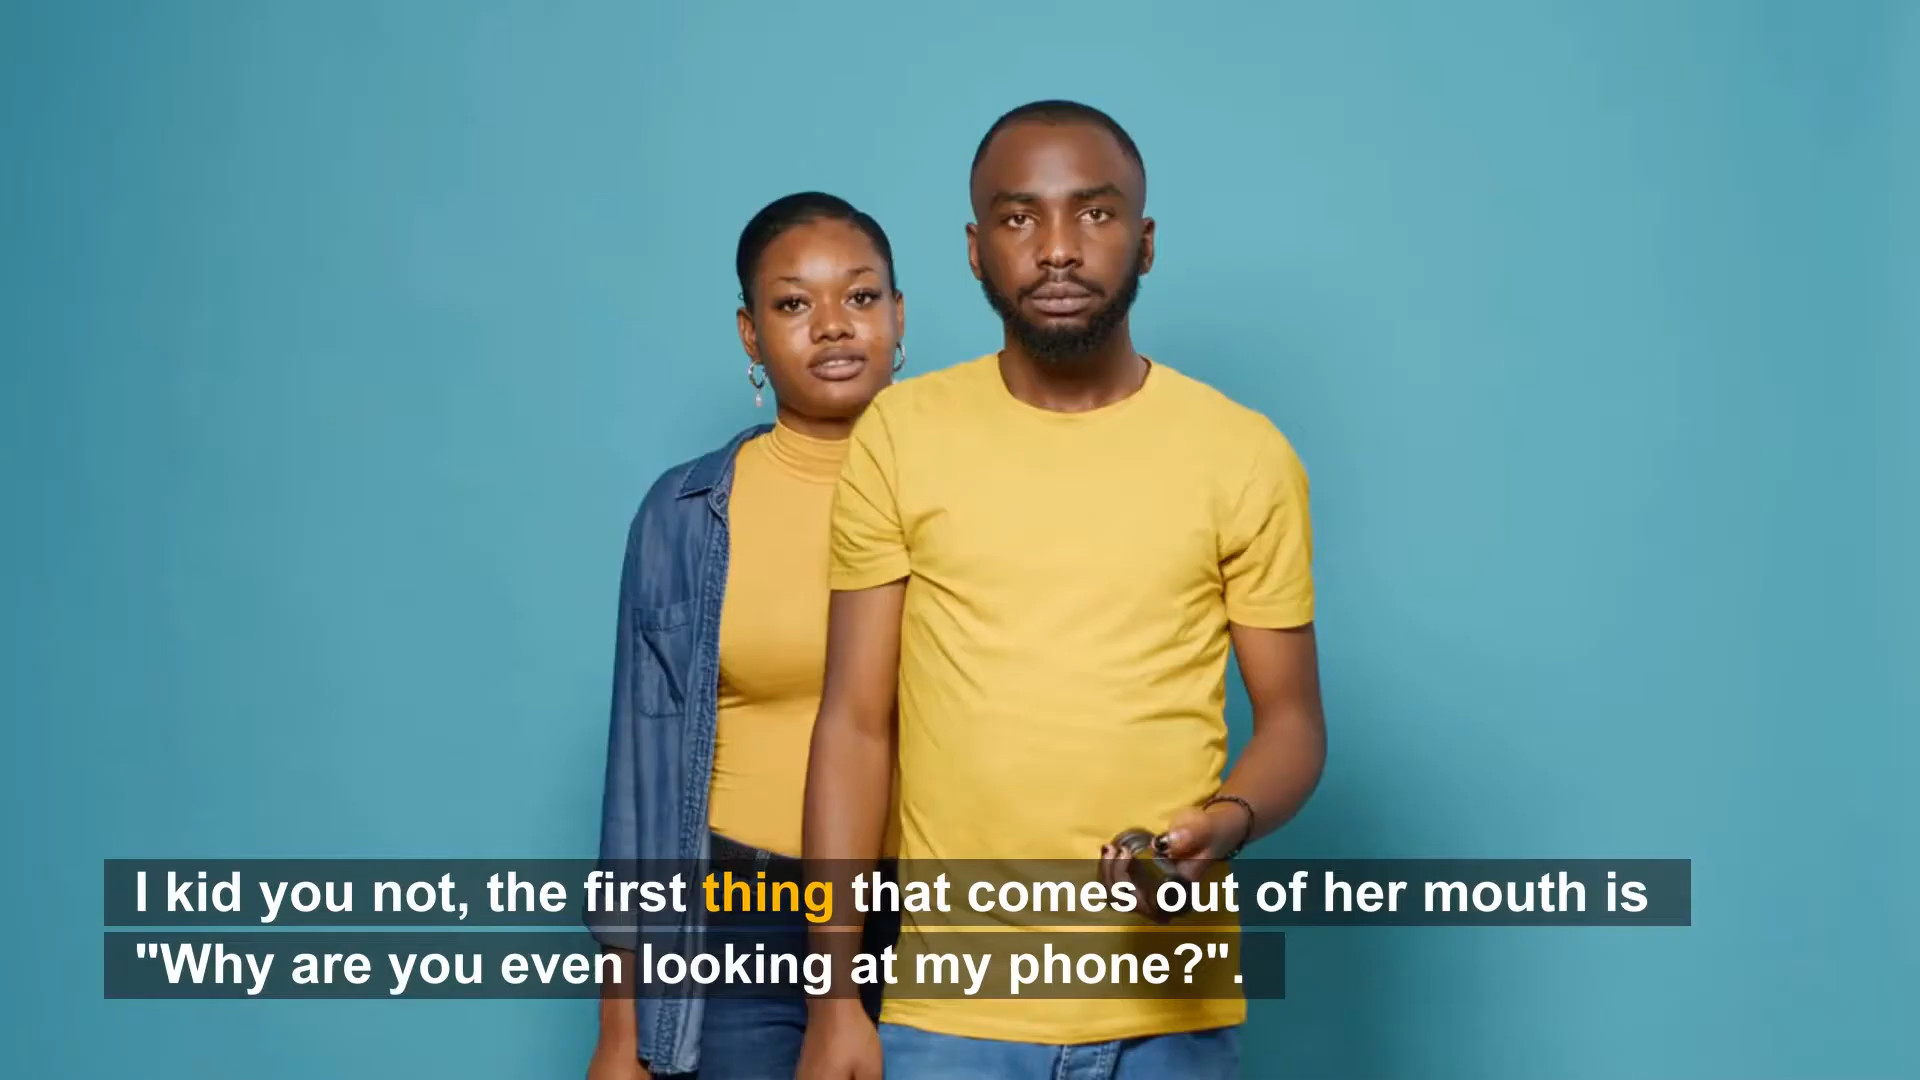 I kid you not, the first thing that comes out of her mouth is
"Why are you even looking at my phone?".